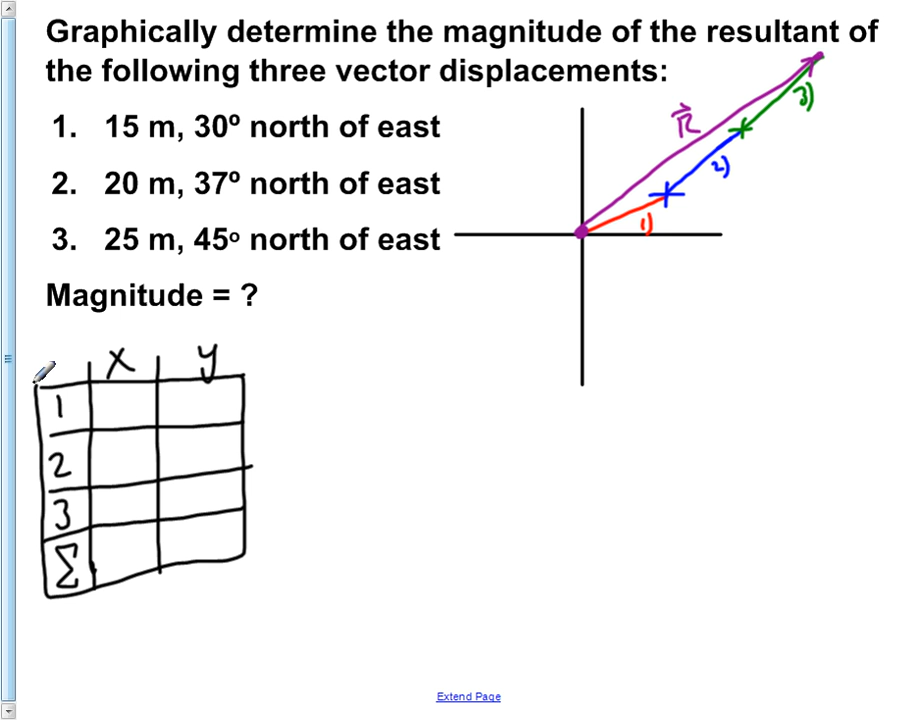 Graphically determine the magnitude of the resultant of
the following three vector displacements:
1. 15 m, 30º north of east
2. 20 m, 37º north of east
3. 25 m, 45º north of east
Magnitude = ?
R⃗
1)
2)
3)
x y
1
2
3
Σ
Extend Page